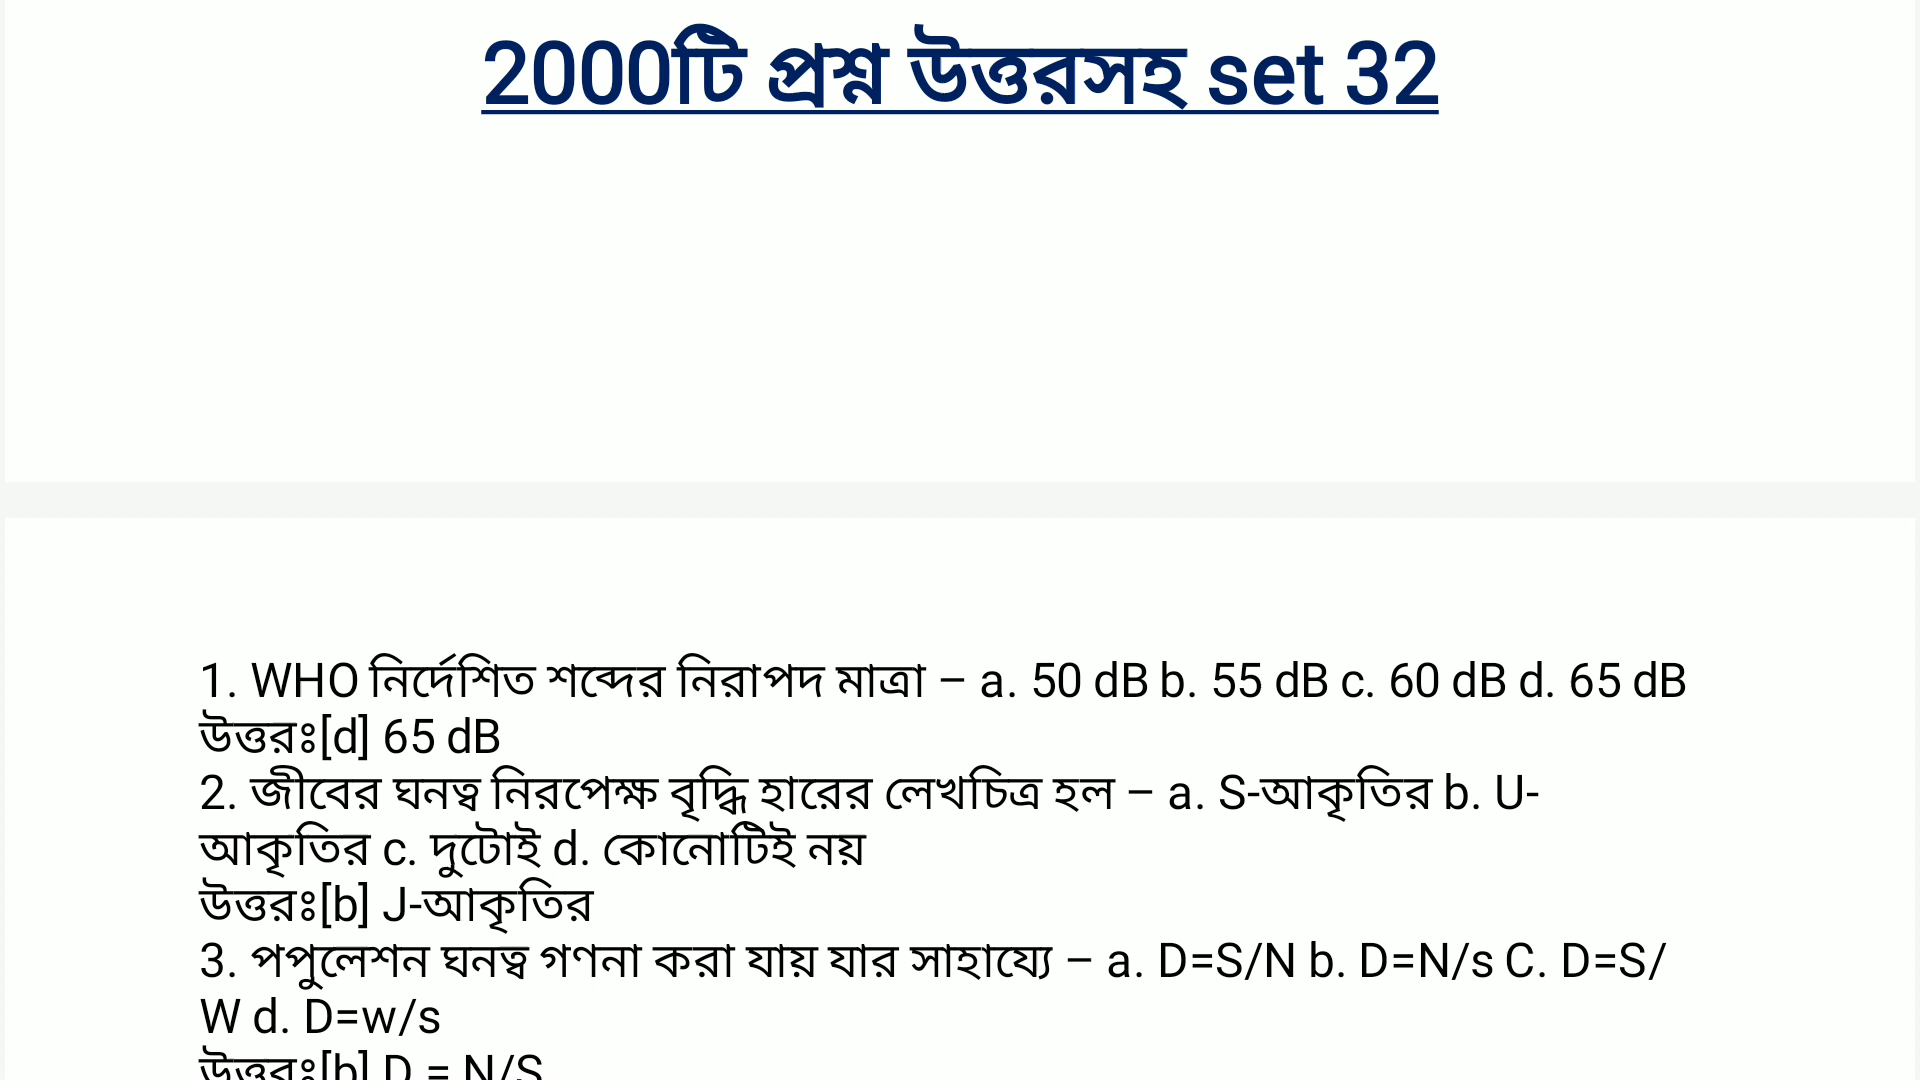 2000টি প্রশ্ন উত্তরসহ set 32
1. WHO নির্দেশিত শব্দের নিরাপদ মাত্রা – a. 50 dB b. 55 dB c. 60 dB d. 65 dB
উত্তরঃ[d] 65 dB
2. জীবের ঘনত্ব নিরপেক্ষ বৃদ্ধি হারের লেখচিত্র হল – a. S-আকৃতির b. U-
আকৃতির c. দুটোই d. কোনোটিই নয়
উত্তরঃ[b] J-আকৃতির
3. পপুলেশন ঘনত্ব গণনা করা যায় যার সাহায্যে – a. D=S/N b. D=N/s C. D=S/
W d. D=w/s
উত্তরঃ[b] D = N/S